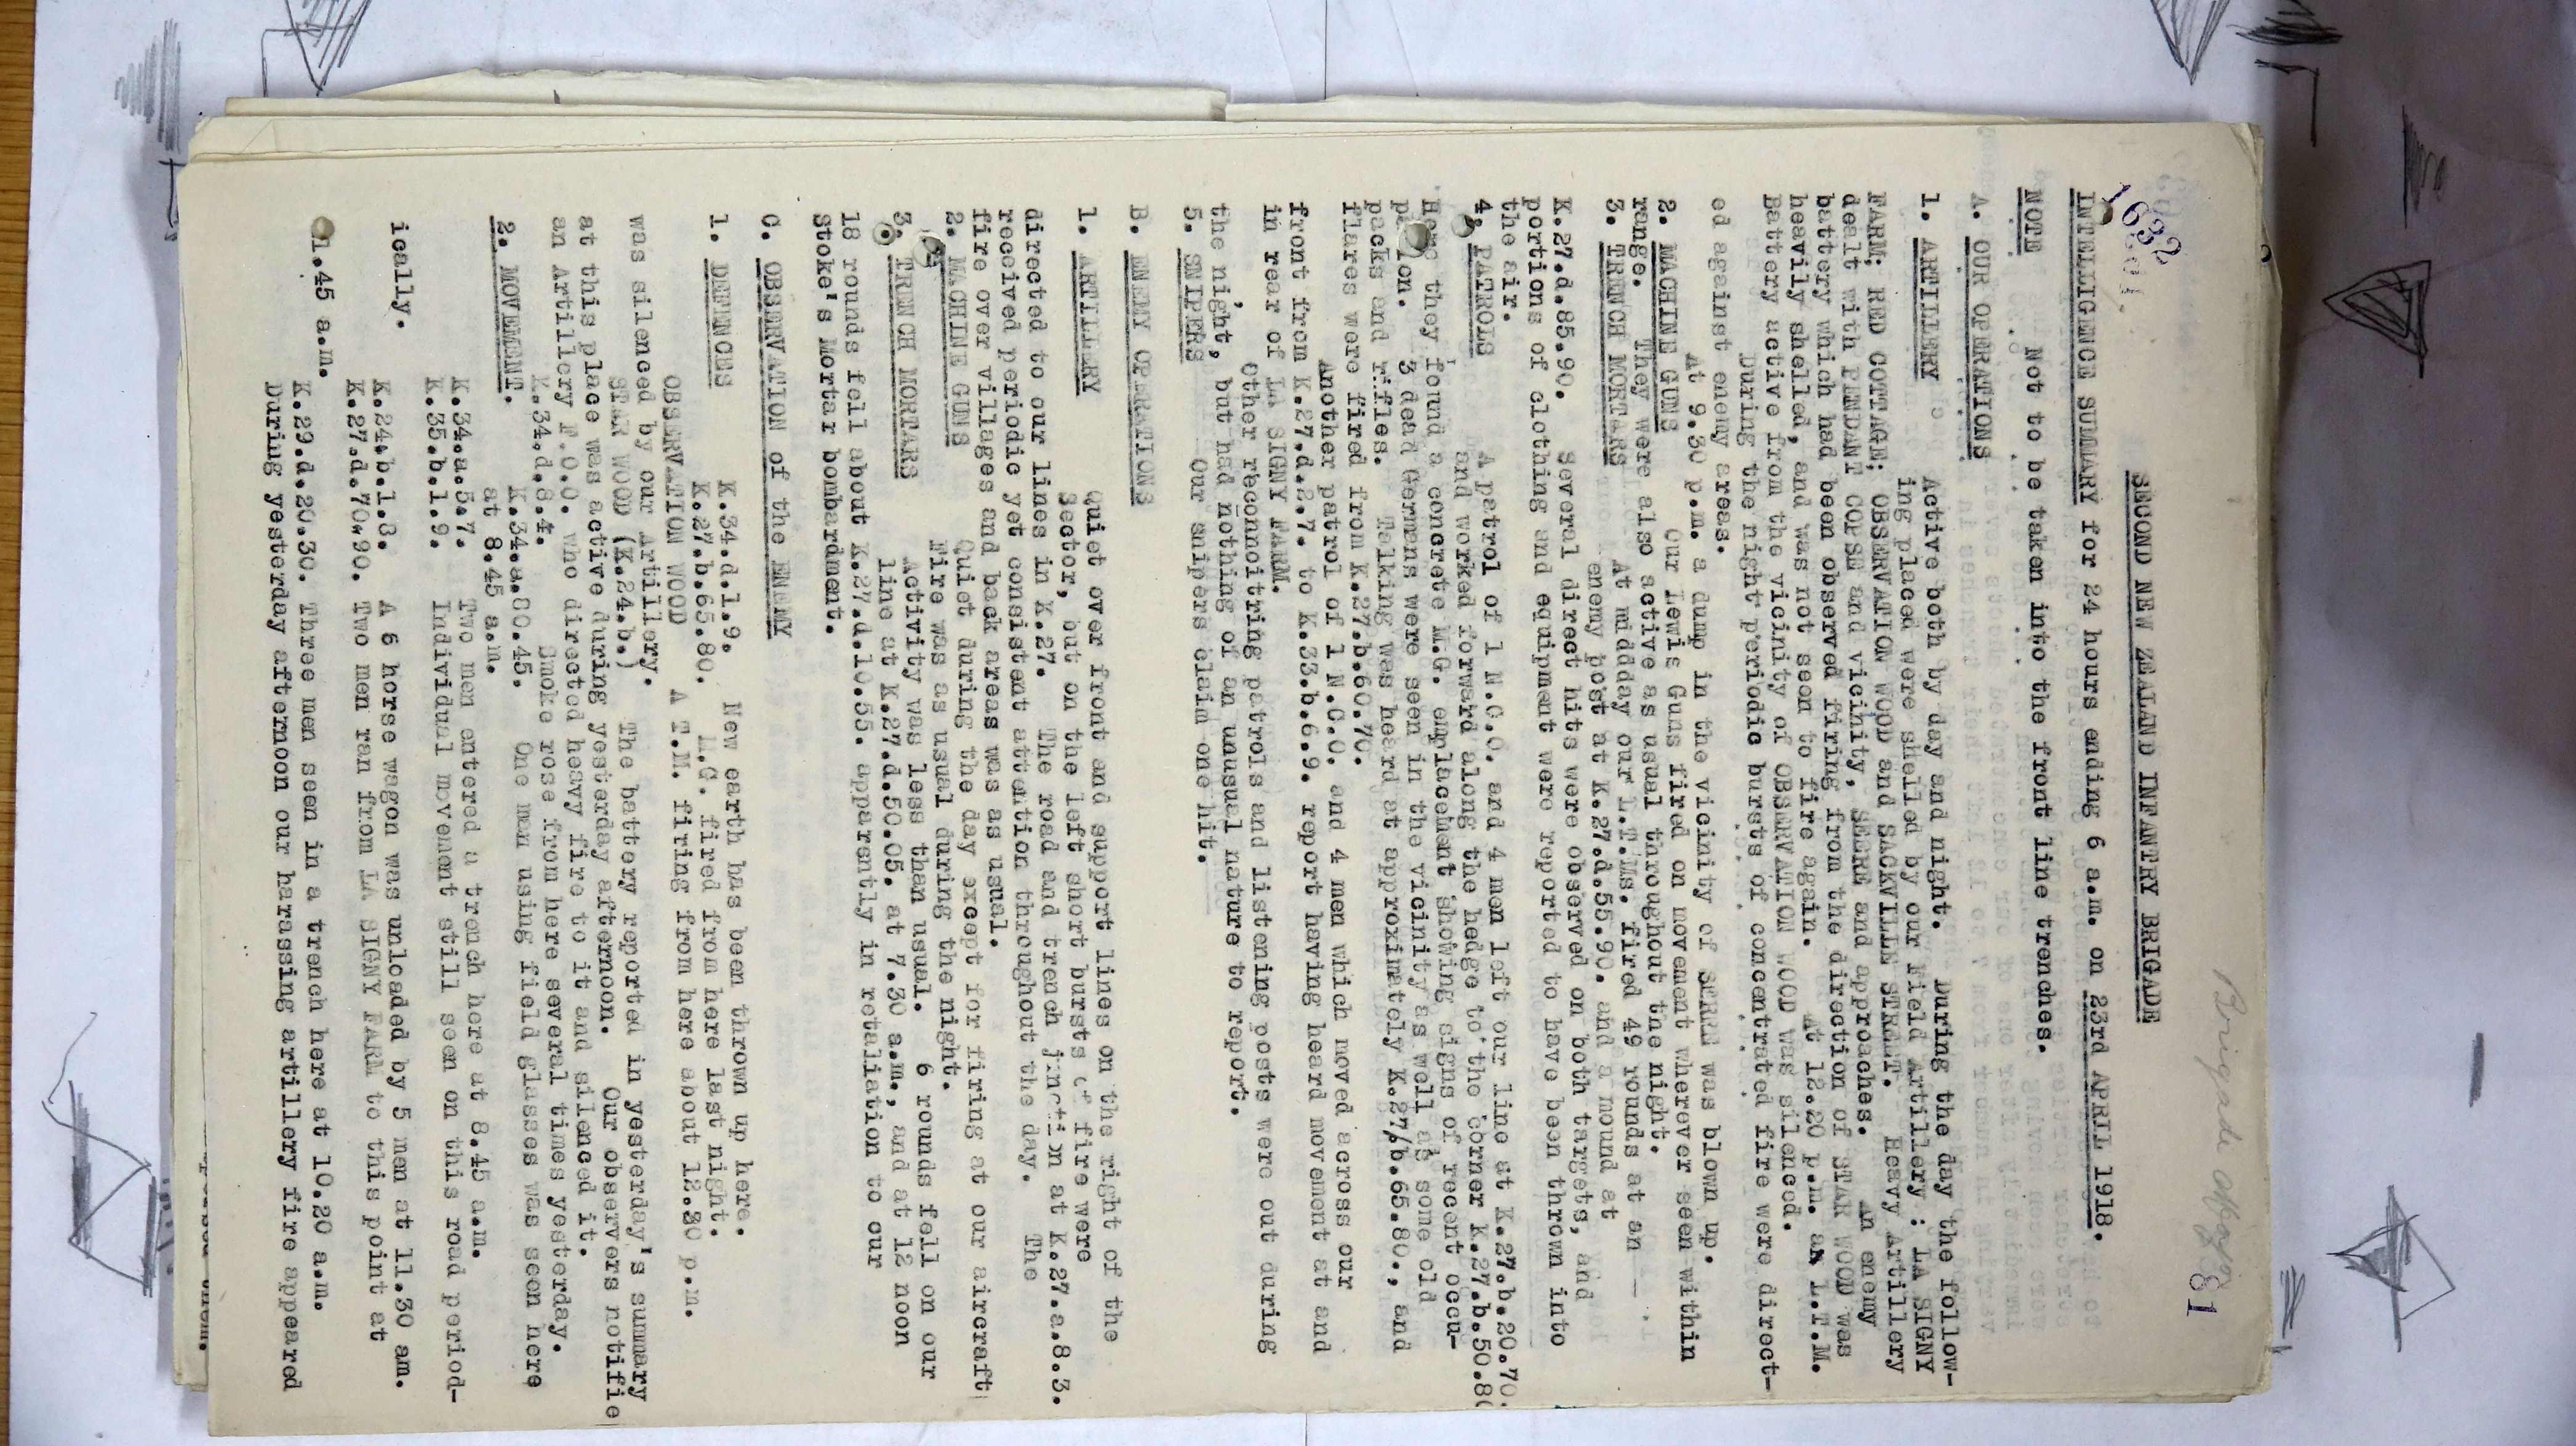 1632
Brigade Major
81
SECOND NEW ZEALAND INFANTRY BRIGADE
INTELLIGENCE SUMMARY for 24 hours ending 6 a.m. on 23rd APRIL 1918.
NOTE Not to be taken into the front line trenches.
A. OUR OPERATIONS
1. ARTILLERY Active both by day and night. During the day the follow-
ing places were shelled by our Field Artillery : LA SIGNY
FARM; RED COTTAGE; OBSERVATION WOOD and SACKVILLE STREET. Heavy Artillery
dealt with PENDANT COPSE and vicinity, SERRE and approaches. An enemy
battery which had been observed firing from the direction of STAR WOOD was
heavily shelled, and was not seen to fire again. At 12.20 p.m. an L.T.M.
Battery active from the vicinity of OBSERVATION WOOD was silenced.
During the night periodic bursts of concentrated fire were direct-
ed against enemy areas.
At 9.30 p.m. a dump in the vicinity of SERRE was blown up.
2. MACHINE GUNS Our Lewis Guns fired on movement wherever seen within
range. They were also active as usual throughout the night.
3. TRENCH MORTARS At midday our L.T.Ms. fired 49 rounds at an
enemy post at K.27.d.55.90. and a mound at
K.27.d.85.90. Several direct hits were observed on both targets, and
portions of clothing and equipment were reported to have been thrown into
the air.
4. PATROLS A patrol of 1 N.C.O. and 4 men left our line at K.27.b.20.70.
and worked forward along the hedge to the corner K.27.b.50.80
Here they found a concrete M.G. emplacement showing signs of recent occu-
pation. 3 dead Germans were seen in the vicinity as well as some old
packs and rifles. Talking was heard at approximately K.27/b.65.80., and
flares were fired from K.27.b.60.70.
Another patrol of 1 N.C.O. and 4 men which moved across our
front from K.27.d.2.7. to K.33.b.6.9. report having heard movement at and
in rear of LA SIGNY FARM.
Other reconnoitring patrols and listening posts were out during
the night, but had nothing of an unusual nature to report.
5. SNIPERS Our snipers claim one hit.
B. ENEMY OPERATIONS
1. ARTILLERY Quiet over front and support lines on the right of the
Sector, but on the left short bursts of fire were
directed to our lines in K.27. The road and trench junction at K.27.a.8.3.
received periodic yet consistent attention throughout the day. The
fire over villages and back areas was as usual.
2. MACHINE GUNS Quiet during the day except for firing at our aircraft
Fire was as usual during the night.
3. TRENCH MORTARS Activity was less than usual. 6 rounds fell on our
line at K.27.d.50.05. at 7.30 a.m., and at 12 noon
18 rounds fell about K.27.d.10.55. apparently in retaliation to our
Stoke's Mortar bombardment.
C. OBSERVATION of the ENEMY
1. DEFENCES K.34.d.1.9. New earth has been thrown up here.
K.27.b.65.80. M.G. fired from here last night.
OBSERVATION WOOD A T.M. firing from here about 12.30 p.m.
was silenced by our Artillery.
STAR WOOD (K.24.b.) The battery reported in yesterday's summary
at this place was active during yesterday afternoon. Our observers notifie
an Artillery F.O.O. who directed heavy fire to it and silenced it.
K.34.d.8.4. Smoke rose from here several times yesterday.
2. MOVEMENT. K.34.a.80.45. One man using field glasses was seen here
at 8.45 a.m.
K.34.a.5.7. Two men entered a trench here at 8.45 a.m.
K.35.b.1.9. Individual movement still seen on this road period-
ically.
K.24.b.1.3. A 6 horse wagon was unloaded by 5 men at 11.30 am.
K.27.d.70.90. Two men ran from LA SIGNY FARM to this point at
1.45 a.m.
K.29.d.20.30. Three men seen in a trench here at 10.20 a.m.
During yesterday afternoon our harassing artillery fire appeared